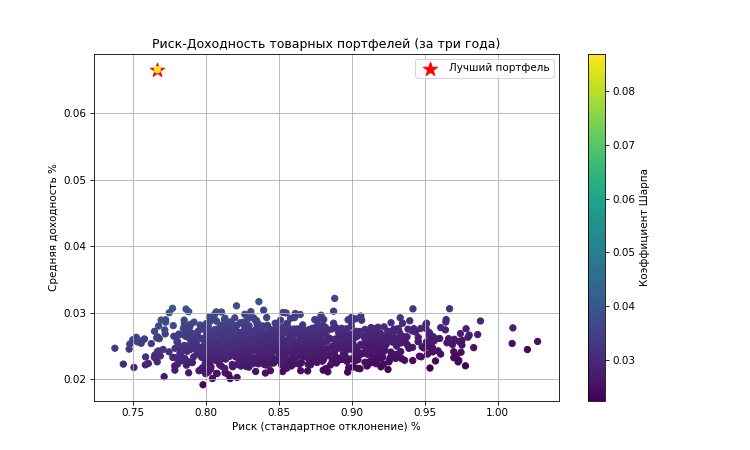 Риск-Доходность товарных портфелей (за три года)
Лучший портфель
Средняя доходность %
0.06
0.05
0.04
0.03
0.02
0.75 0.80 0.85 0.90 0.95 1.00
Риск (стандартное отклонение) %
0.08
0.07
0.06
0.05
0.04
0.03
Коэффициент Шарпа